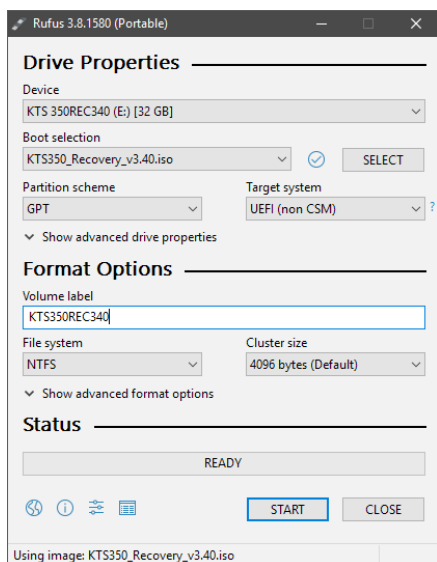 Rufus 3.8.1580 (Portable)
Drive Properties
Device
KTS 350REC340 (E:) [32 GB]
Boot selection
KTS350_Recovery_v3.40.iso
SELECT
Partition scheme
Target system
GPT
UEFI (non CSM)
?
Show advanced drive properties
Format Options
Volume label
KTS350REC340
File system
Cluster size
NTFS
4096 bytes (Default)
Show advanced format options
Status
READY
START
CLOSE
Using image: KTS350_Recovery_v3.40.iso